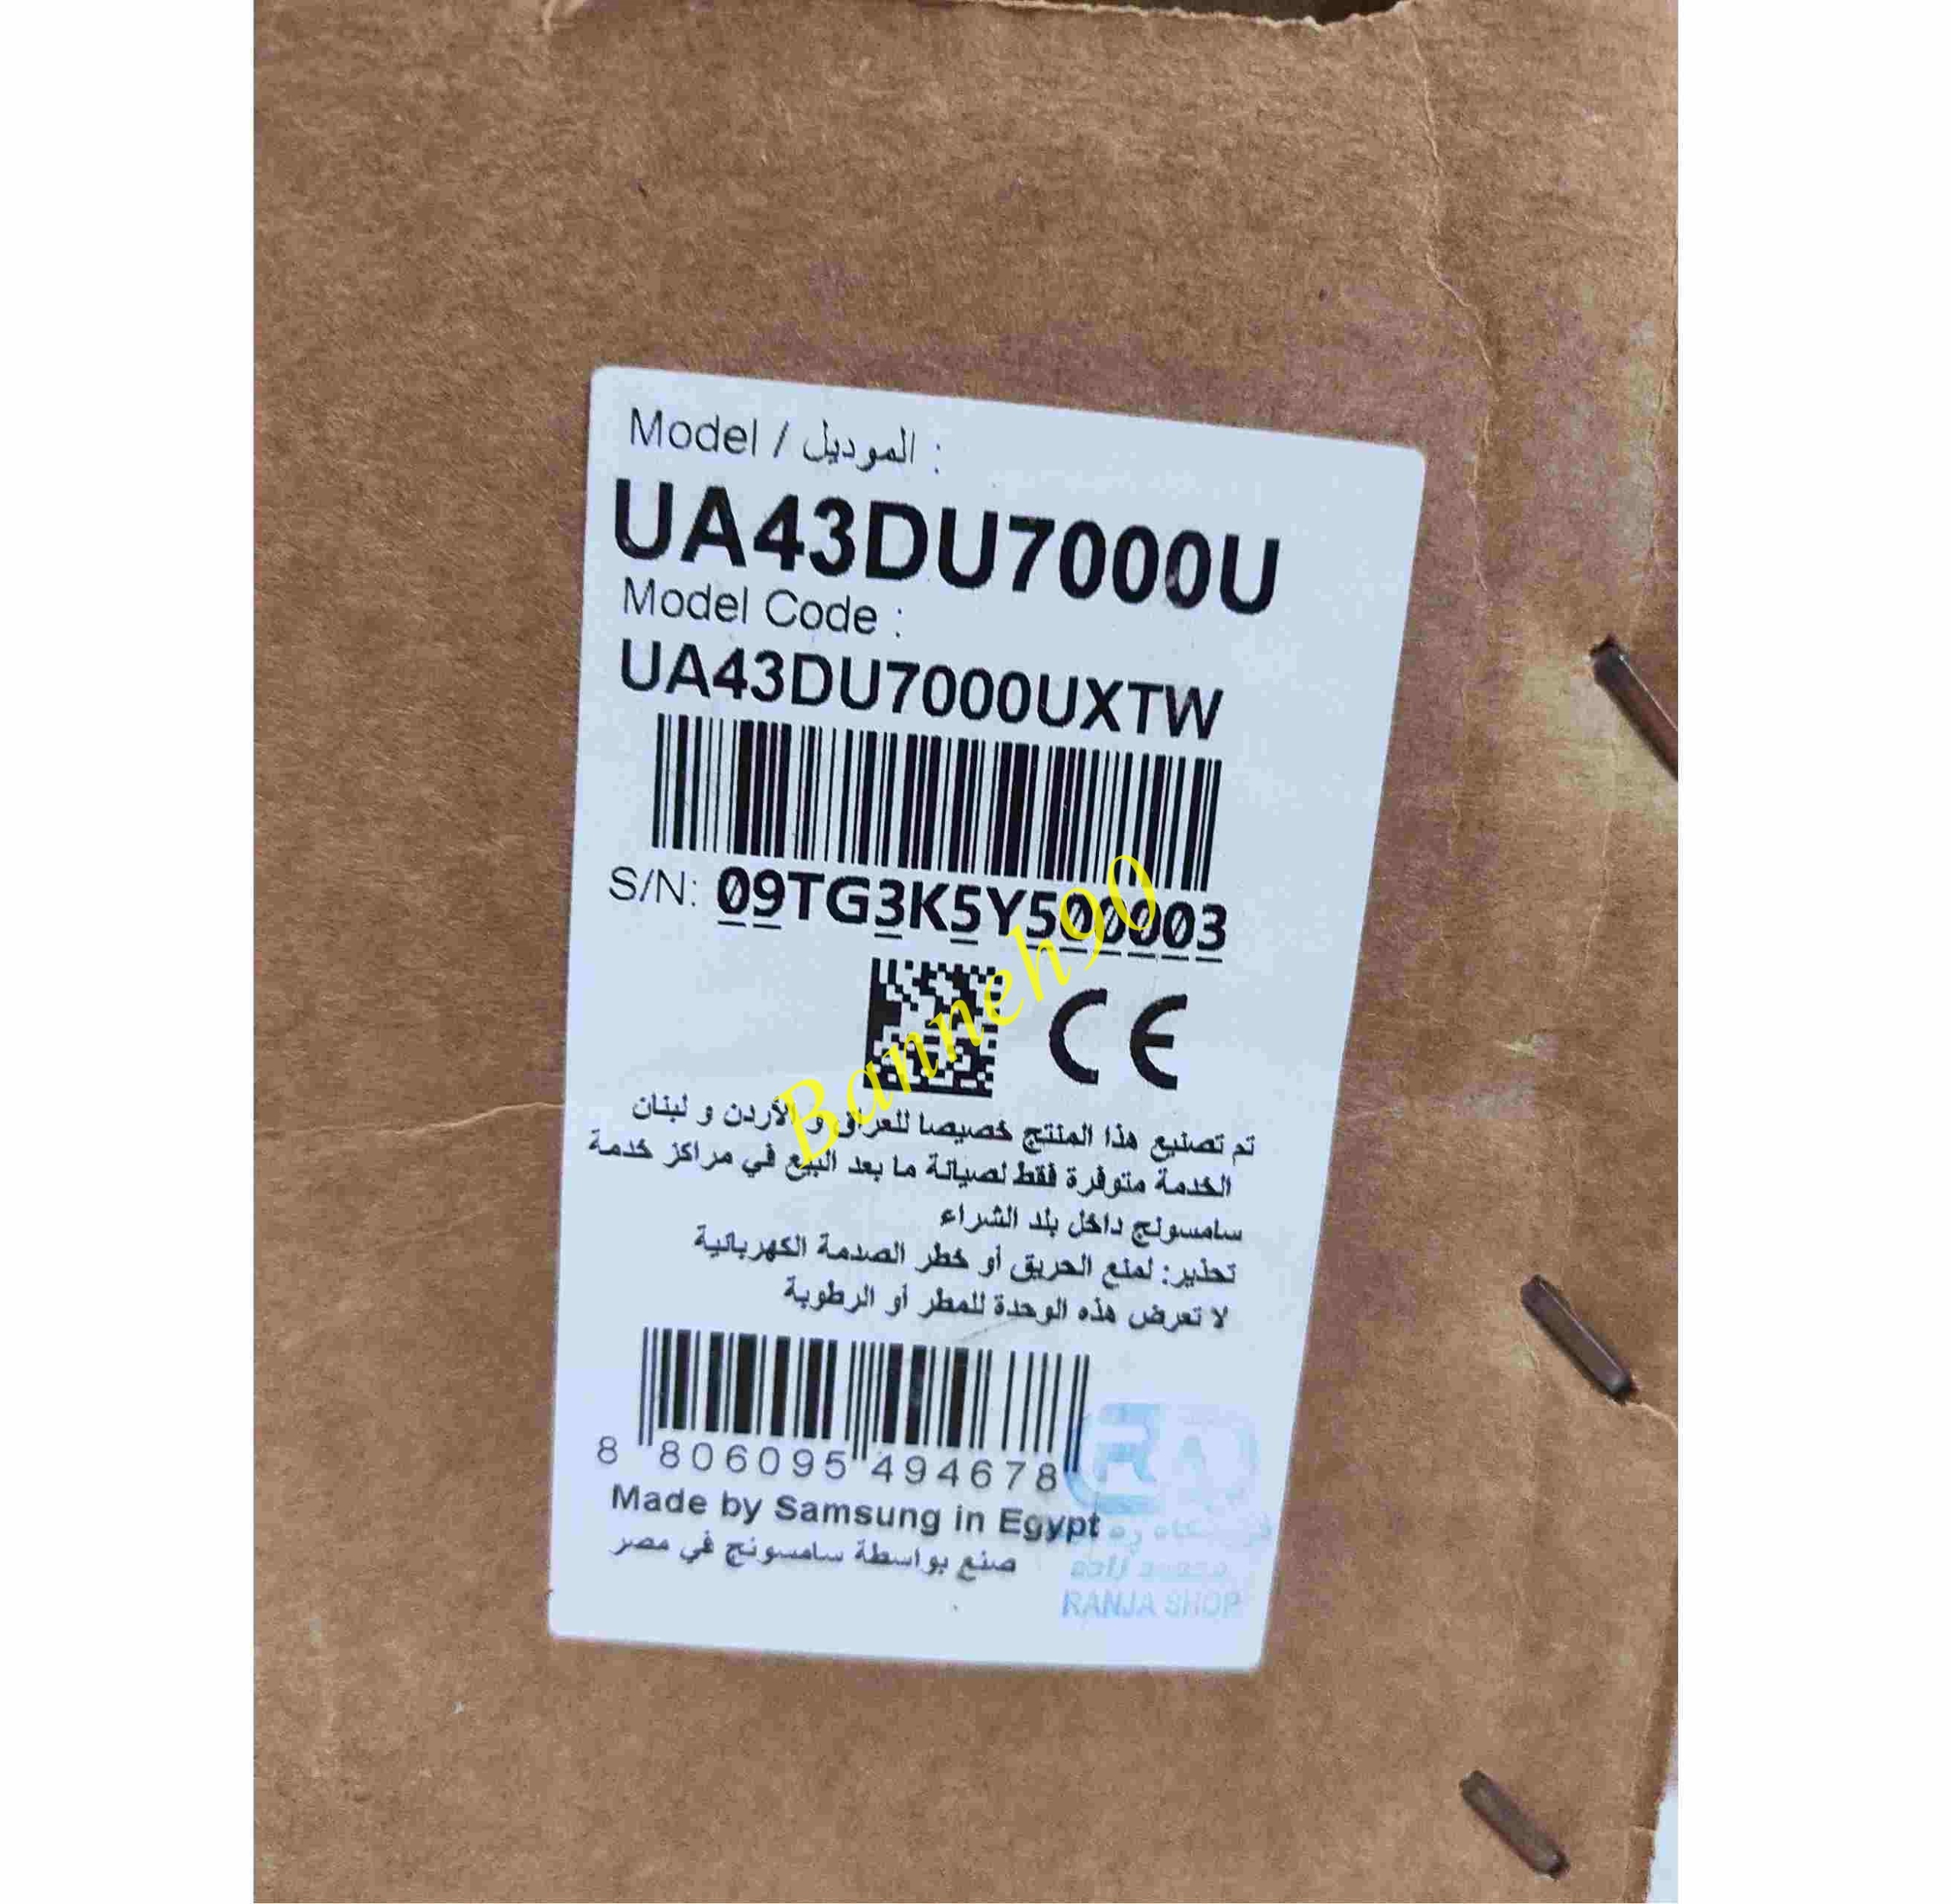 Model / الموديل :
UA43DU7000U
Model Code :
UA43DU7000UXTW
S/N: 09TG3K5Y500003
CE
Banneh90
تم تصنيع هذا المنتج خصيصا للعراق و الأردن و لبنان
الخدمة متوفرة فقط لصيانة ما بعد البيع في مراكز خدمة
سامسونج داخل بلد الشراء
تحذير: لمنع الحريق أو خطر الصدمة الكهربائية
لا تعرض هذه الوحدة للمطر أو الرطوبة
8 806095 494678
Made by Samsung in Egypt
صنع بواسطة سامسونج في مصر
RANJA SHOP